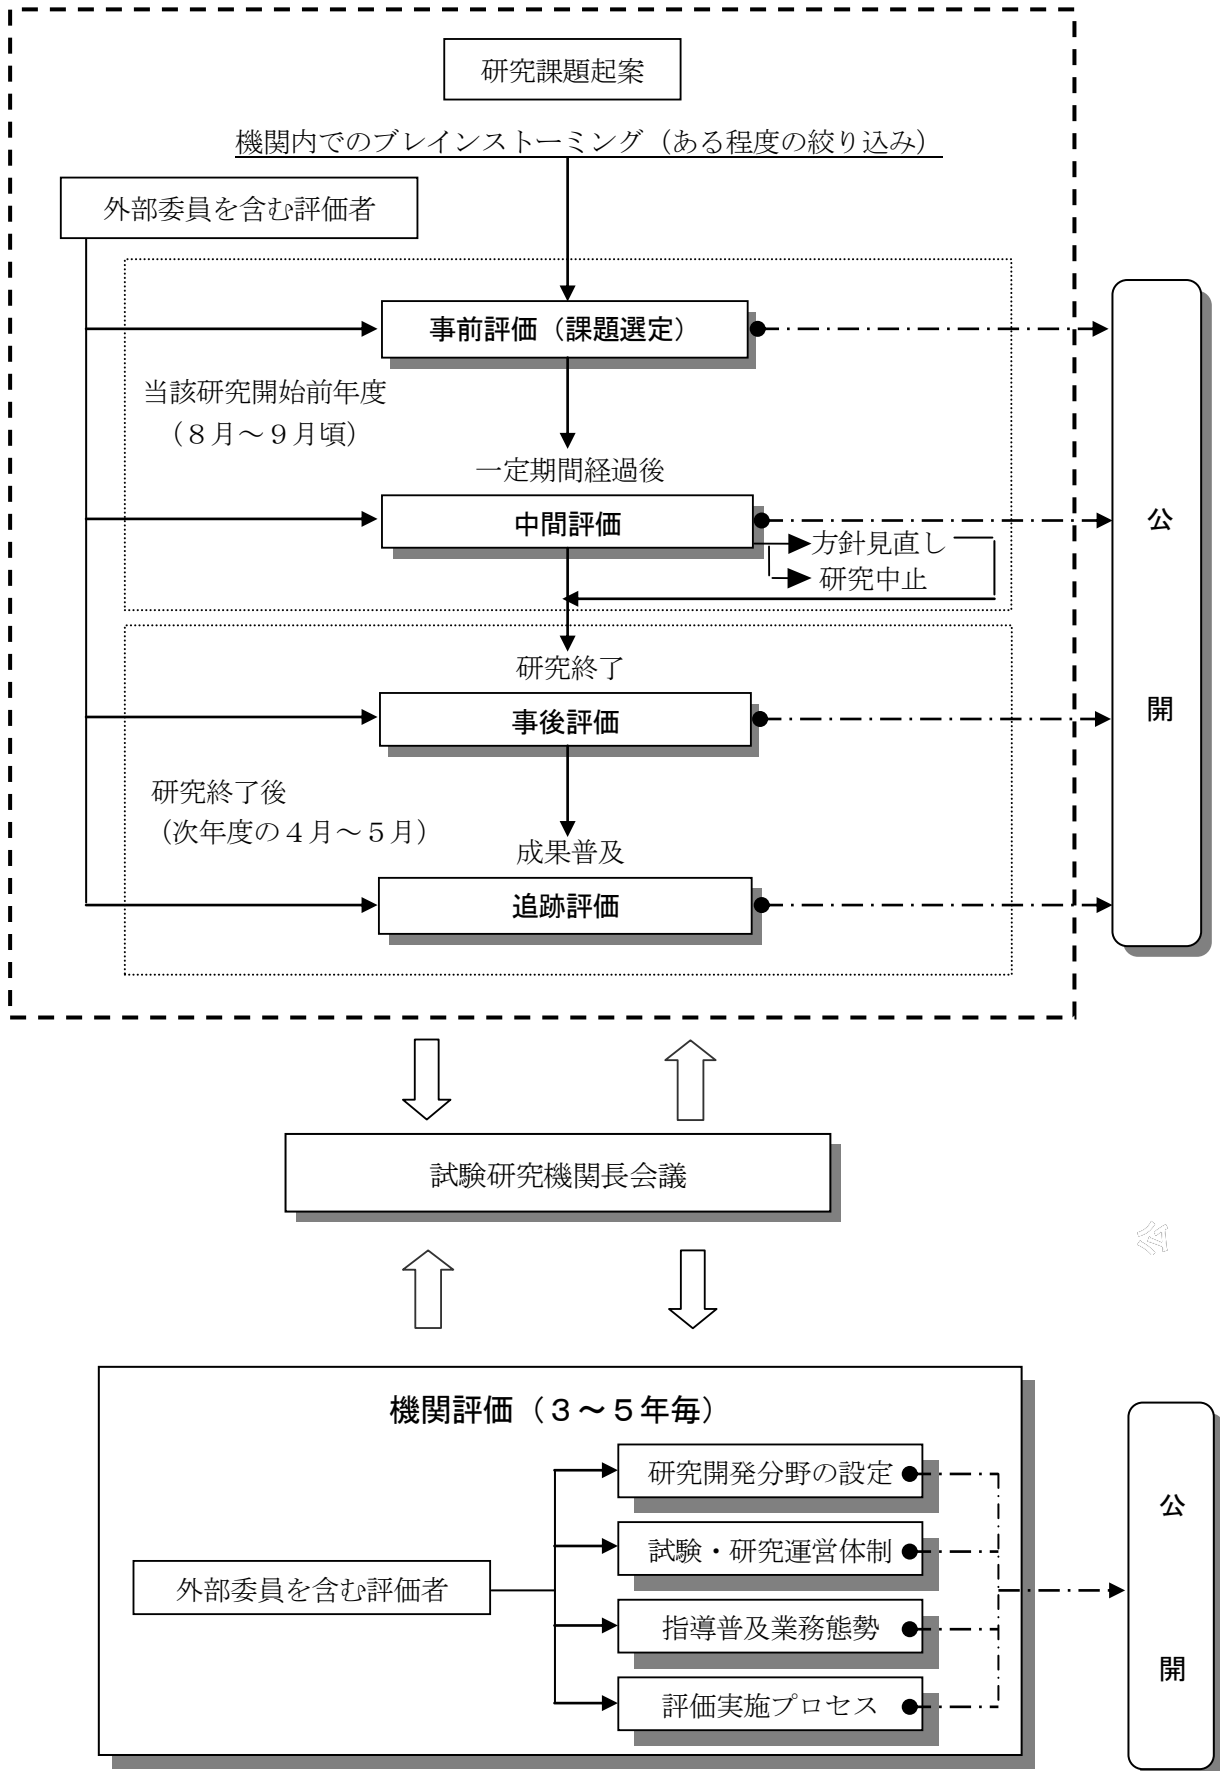 研究課題起案
機関内でのブレインストーミング（ある程度の絞り込み）
外部委員を含む評価者
事前評価（課題選定）
当該研究開始前年度
（８月～９月頃）
一定期間経過後
中間評価
方針見直し
研究中止
研究終了
事後評価
研究終了後
（次年度の４月～５月）
成果普及
追跡評価
公
開
試験研究機関長会議
公
機関評価（３～５年毎）
研究開発分野の設定
試験・研究運営体制
外部委員を含む評価者
指導普及業務態勢
評価実施プロセス
公
開